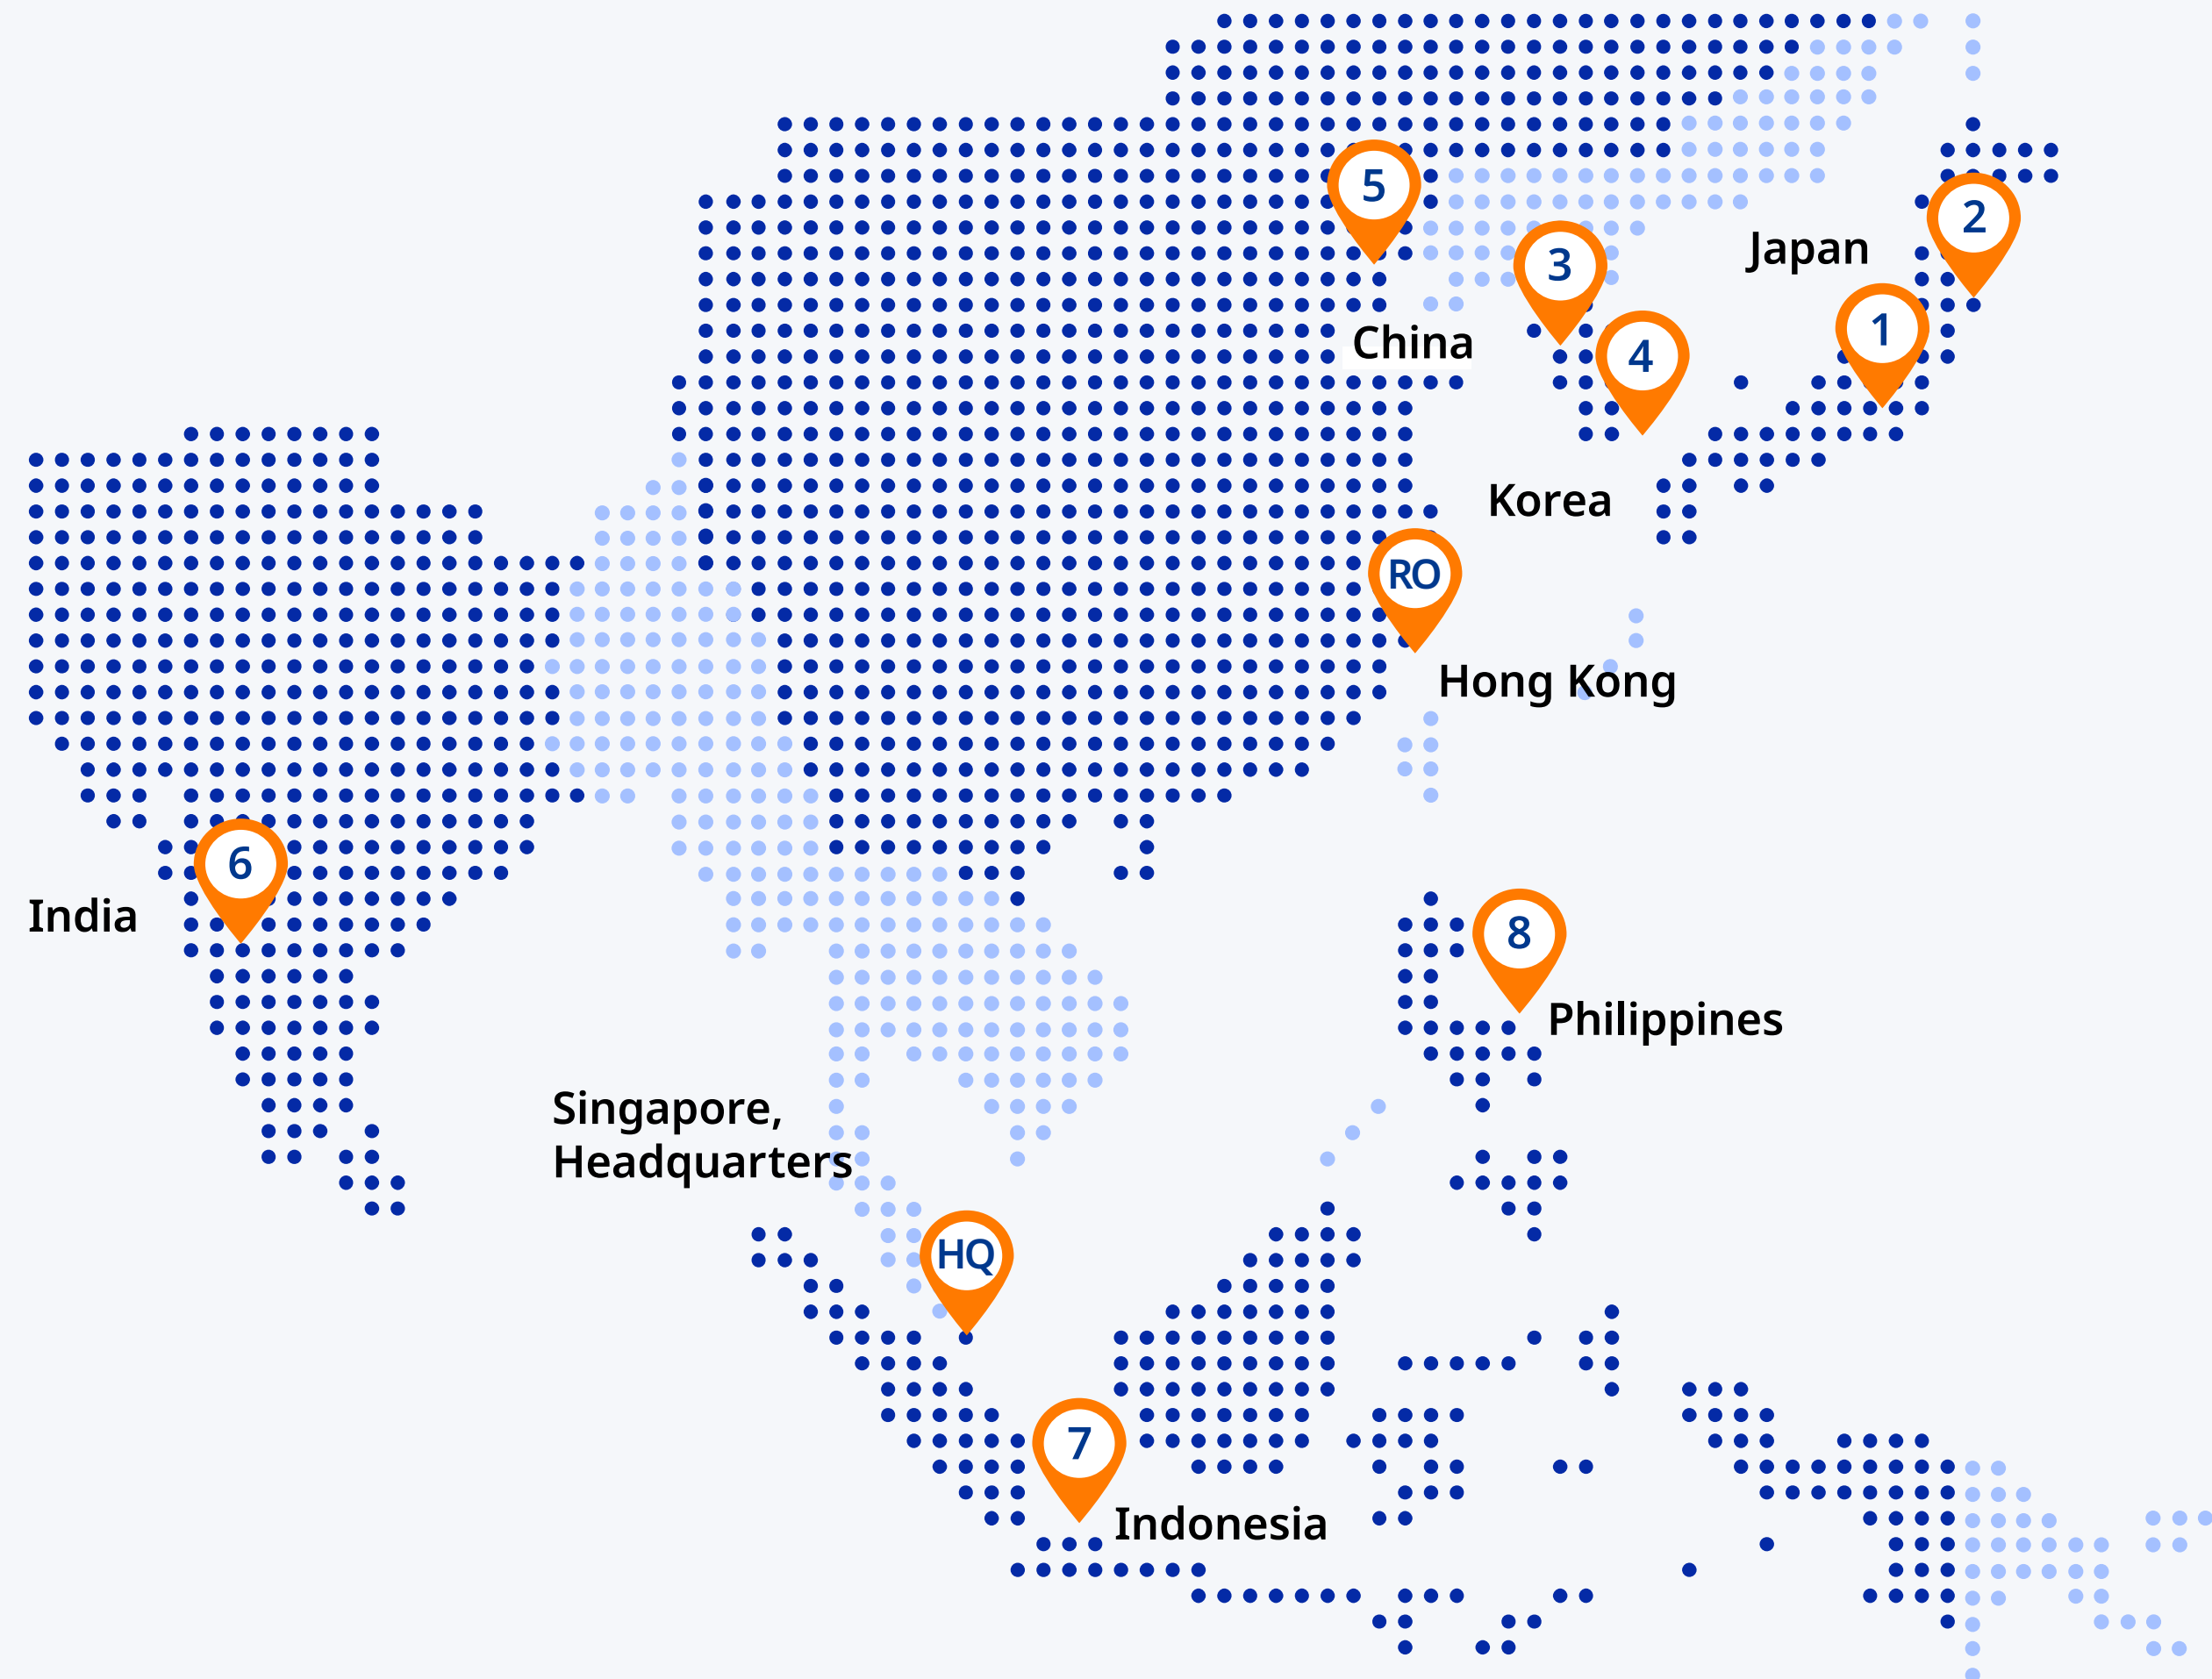 5
2
Japan
3
1
China
4
Korea
RO
Hong Kong
6
India
8
Philippines
Singapore,
Headquarters
HQ
7
Indonesia